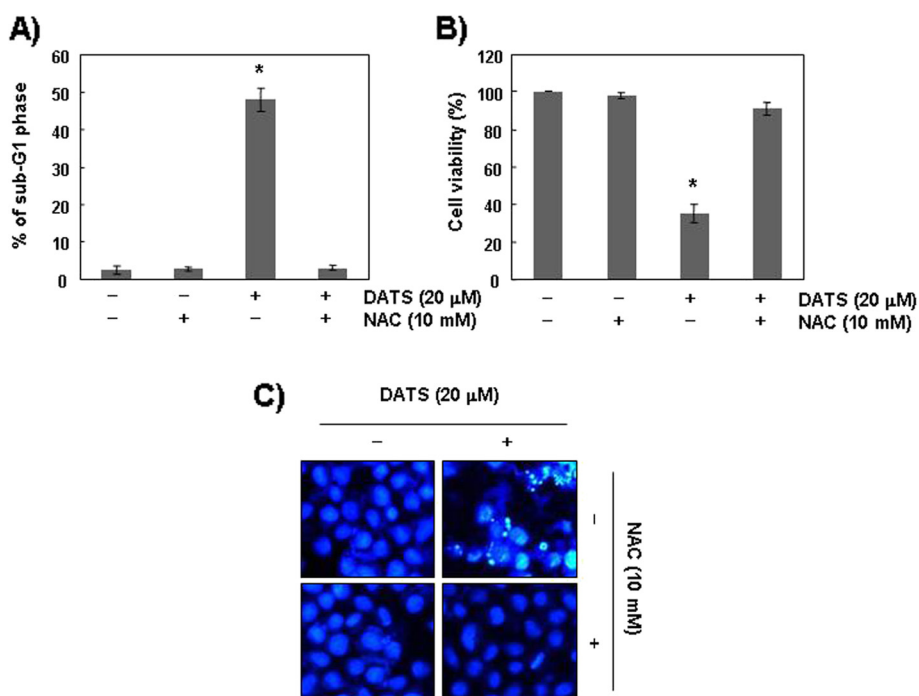 A)
% of sub-G1 phase
60
50
40
30
20
10
0
*
– – + + DATS (20 µM)
– + – + NAC (10 mM)
B)
Cell viability (%)
120
100
80
60
40
20
0
*
– – + + DATS (20 µM)
– + – + NAC (10 mM)
C)
DATS (20 µM)
– +
–
+
NAC (10 mM)